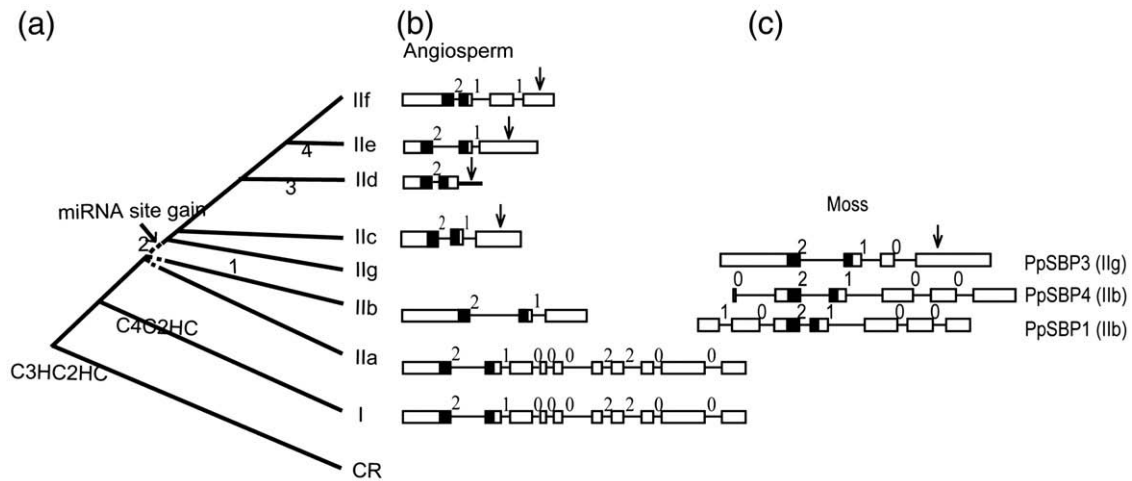 (a)
(b)
(c)
Angiosperm
IIf
2 1 1
IIe
2 1
4
IId
2
3
miRNA site gain
IIc
2 1
2
IIg
1
IIb
2 1
C4C2HC
IIa
2 1 0 0 0 2 2 0 0
C3HC2HC
I
2 1 0 0 0 2 2 0 0
CR
Moss
2 1 0
PpSBP3 (IIg)
0 2 1 0 0
PpSBP4 (IIb)
1 0 2 1 0 0
PpSBP1 (IIb)